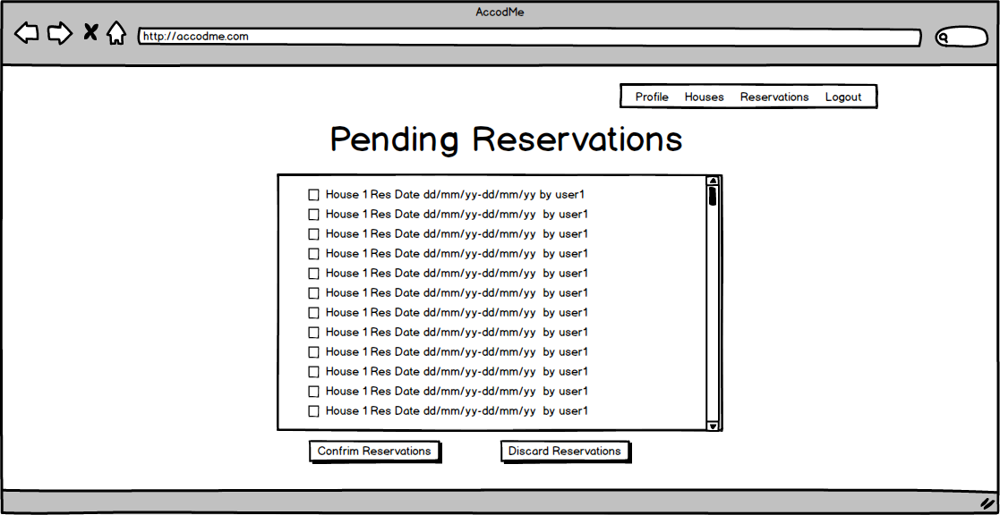 AccodMe
http://accodme.com
Profile Houses Reservations Logout
Pending Reservations
House 1 Res Date dd/mm/yy-dd/mm/yy by user1
House 1 Res Date dd/mm/yy-dd/mm/yy by user1
House 1 Res Date dd/mm/yy-dd/mm/yy by user1
House 1 Res Date dd/mm/yy-dd/mm/yy by user1
House 1 Res Date dd/mm/yy-dd/mm/yy by user1
House 1 Res Date dd/mm/yy-dd/mm/yy by user1
House 1 Res Date dd/mm/yy-dd/mm/yy by user1
House 1 Res Date dd/mm/yy-dd/mm/yy by user1
House 1 Res Date dd/mm/yy-dd/mm/yy by user1
House 1 Res Date dd/mm/yy-dd/mm/yy by user1
House 1 Res Date dd/mm/yy-dd/mm/yy by user1
House 1 Res Date dd/mm/yy-dd/mm/yy by user1
Confrim Reservations Discard Reservations